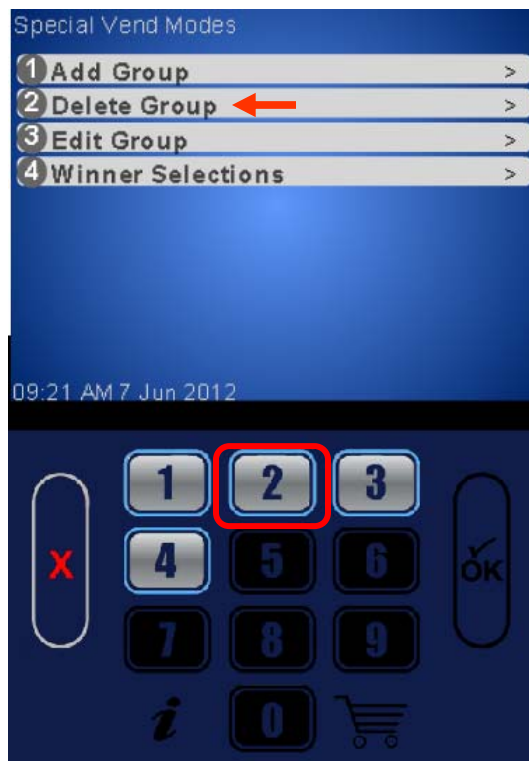 Special Vend Modes
1 Add Group >
2 Delete Group >
3 Edit Group >
4 Winner Selections >
09:21 AM 7 Jun 2012
1 2 3
X 4 5 6 OK
7 8 9
i 0